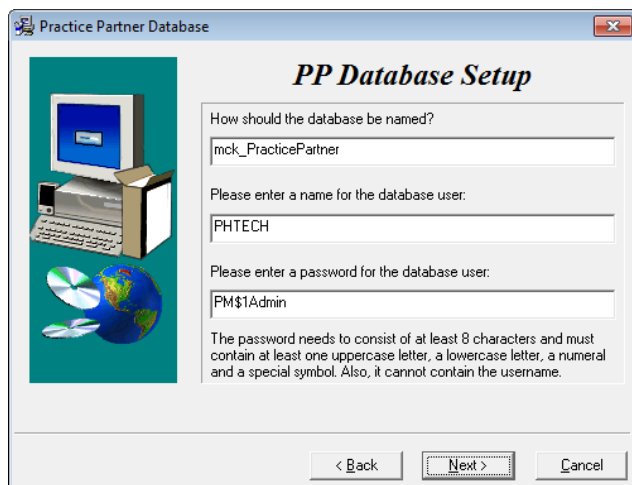 Practice Partner Database
PP Database Setup
How should the database be named?
mck_PracticePartner
Please enter a name for the database user:
PHTECH
Please enter a password for the database user:
PM$1Admin
The password needs to consist of at least 8 characters and must
contain at least one uppercase letter, a lowercase letter, a numeral
and a special symbol. Also, it cannot contain the username.
< Back
Next >
Cancel